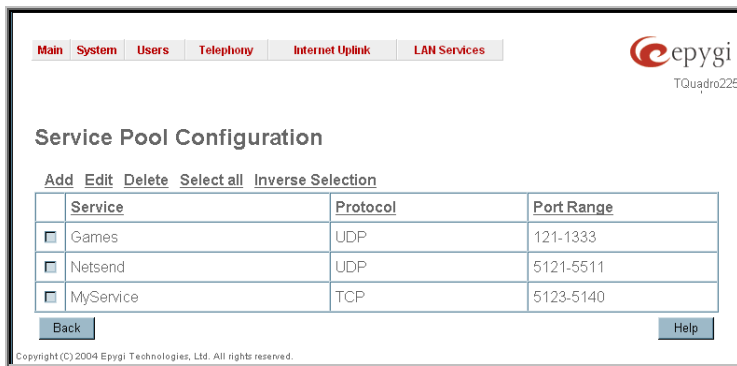 Main System Users Telephony Internet Uplink LAN Services
epygi
TQuadro225
Service Pool Configuration
Add Edit Delete Select all Inverse Selection
Service Protocol Port Range
Games UDP 121-1333
Netsend UDP 5121-5511
MyService TCP 5123-5140
Back Help
Copyright (C) 2004 Epygi Technologies, Ltd. All rights reserved.